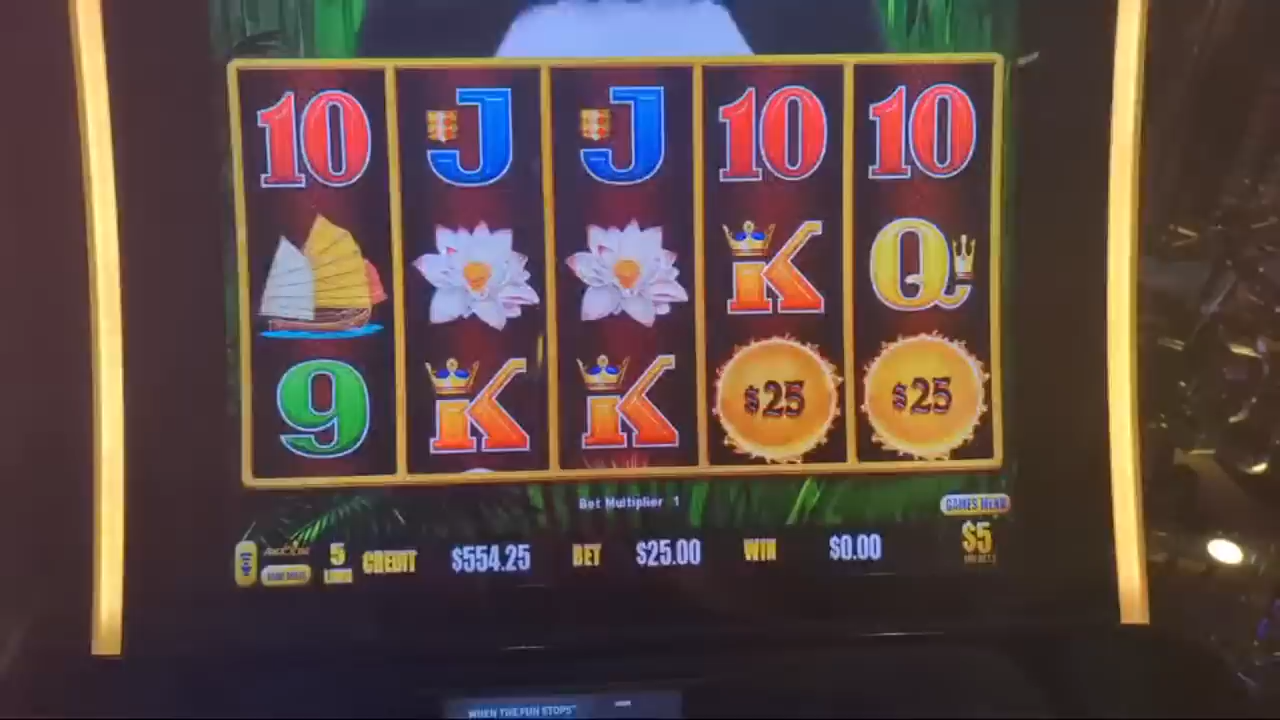 10 J J 10 10
K Q
9 K K $25 $25
Bet Multiplier 1
GAMES MENU
5 CREDIT $554.25 BET $25.00 WIN $0.00 $5
WHEN THE FUN STOPS